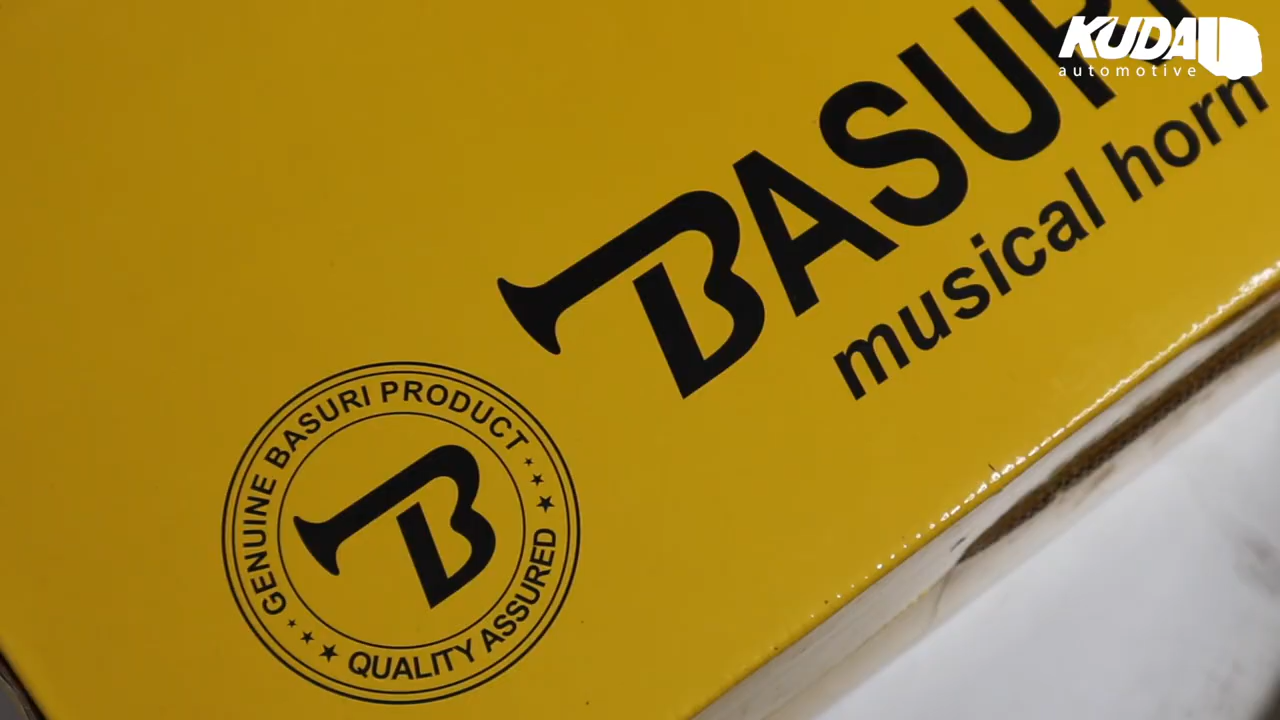 KUDA
automotive
BASURI
musical horn
GENUINE BASURI PRODUCT
B
QUALITY ASSURED